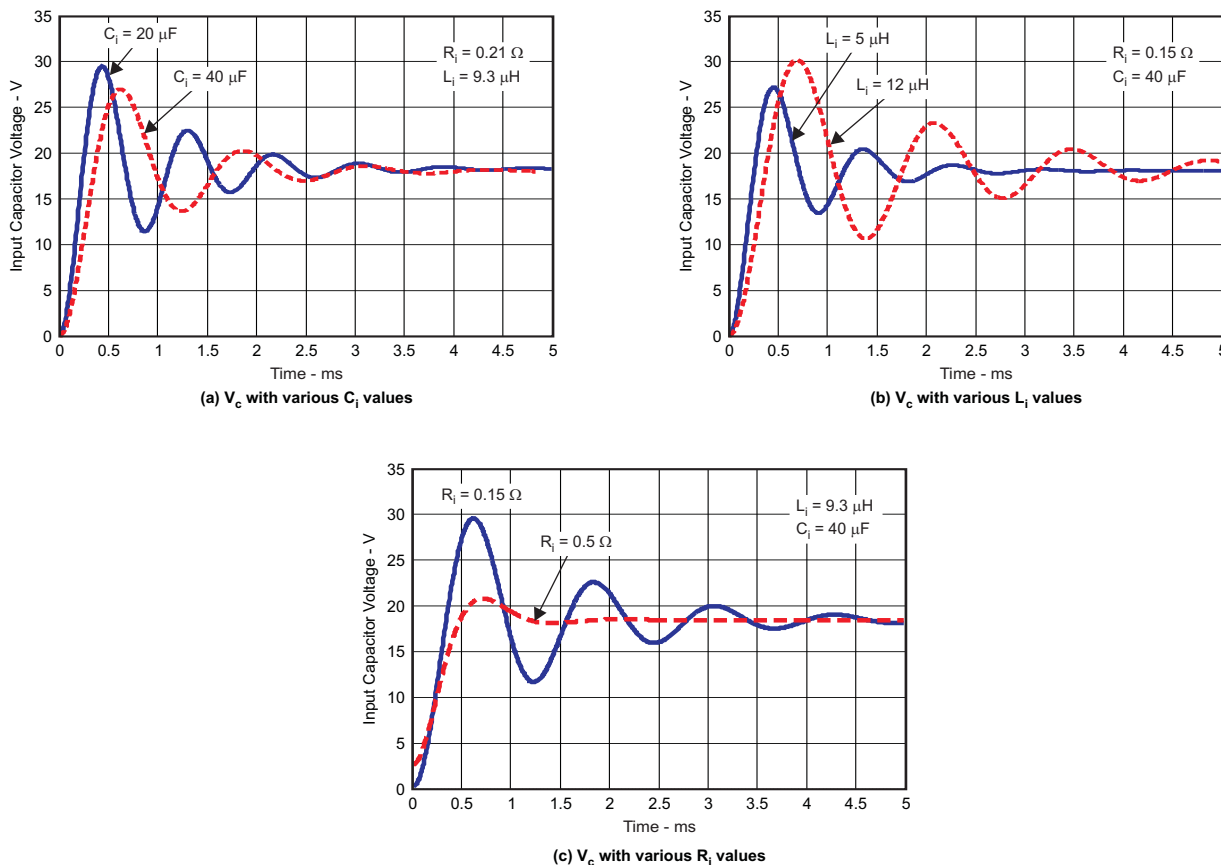 35
30
25
20
15
10
5
0
Input Capacitor Voltage - V
Cᵢ = 20 μF
Cᵢ = 40 μF
Rᵢ = 0.21 Ω
Lᵢ = 9.3 μH
0 0.5 1 1.5 2 2.5 3 3.5 4 4.5 5
Time - ms
(a) V_c with various Cᵢ values
35
30
25
20
15
10
5
0
Input Capacitor Voltage - V
Lᵢ = 5 μH
Lᵢ = 12 μH
Rᵢ = 0.15 Ω
Cᵢ = 40 μF
0 0.5 1 1.5 2 2.5 3 3.5 4 4.5 5
Time - ms
(b) V_c with various Lᵢ values
35
30
25
20
15
10
5
0
Input Capacitor Voltage - V
Rᵢ = 0.15 Ω
Rᵢ = 0.5 Ω
Lᵢ = 9.3 μH
Cᵢ = 40 μF
0 0.5 1 1.5 2 2.5 3 3.5 4 4.5 5
Time - ms
(c) V_c with various Rᵢ values